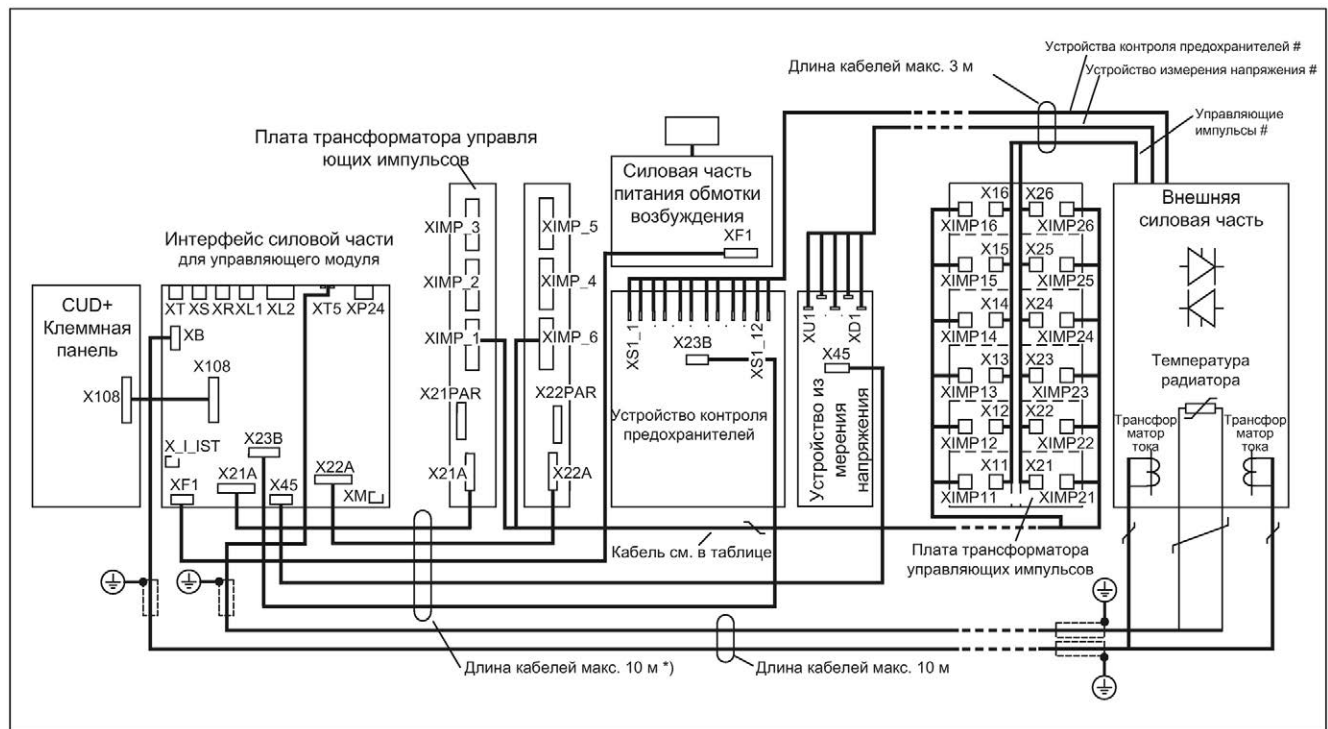 Устройства контроля предохранителей #
Длина кабелей макс. 3 м
Устройство измерения напряжения #
Управляющие
импульсы #
Плата трансформатора управля
ющих импульсов
Силовая часть
питания обмотки
возбуждения
XF1
Внешняя
силовая часть
Интерфейс силовой части
для управляющего модуля
XIMP_3
XIMP_5
XIMP_2
XIMP_4
XIMP_1
XIMP_6
X21PAR
X22PAR
X21A
X22A
CUD+
Клеммная
панель
X108
XT
XS
XR
XL1
XL2
XT5
XP24
XB
X108
X_I_IST
X23B
X21A
X22A
XF1
X45
XM
XS1_1
X23B
XS1_12
Устройство контроля
предохранителей
XU1
XD1
X45
Устройство из
мерения
напряжения
X16
X26
XIMP16
XIMP26
X15
X25
XIMP15
XIMP25
X14
X24
XIMP14
XIMP24
X13
X23
XIMP13
XIMP23
X12
X22
XIMP12
XIMP22
X11
X21
XIMP11
XIMP21
Температура
радиатора
Трансфор
матор
тока
Трансфор
матор
тока
Кабель см. в таблице
Плата трансформатора
управляющих импульсов
Длина кабелей макс. 10 м *)
Длина кабелей макс. 10 м